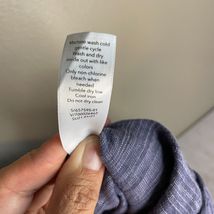 Machine wash cold
gentle cycle
Wash and dry
inside out with like
colors
Only non-chlorine
bleach when
needed
Tumble dry low
Cool iron
Do not dry clean